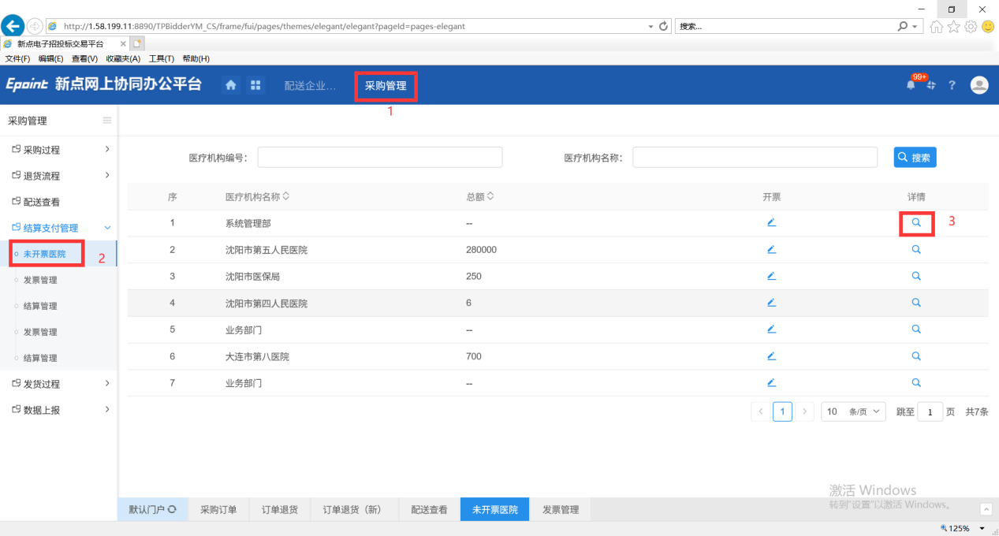 http://1.58.199.11:8890/TPBidderYM_CS/frame/fui/pages/themes/elegant/elegant?pageId=pages-elegant
搜索...
新点电子招投标交易平台
文件(F) 编辑(E) 查看(V) 收藏夹(A) 工具(T) 帮助(H)
Epoint 新点网上协同办公平台 配送企业... 采购管理 99+ ?
1
采购管理
采购过程
退货流程
配送查看
结算支付管理
未开票医院 2
发票管理
结算管理
发票管理
结算管理
发货过程
数据上报
医疗机构编号: 医疗机构名称: 搜索
序 医疗机构名称 总额 开票 详情
1 系统管理部 -- 3
2 沈阳市第五人民医院 280000
3 沈阳市医保局 250
4 沈阳市第四人民医院 6
5 业务部门 --
6 大连市第八医院 700
7 业务部门 --
< 1 > 10 条/页 跳至 1 页 共7条
激活 Windows
转到"设置"以激活 Windows。
默认门户 采购订单 订单退货 订单退货（新） 配送查看 未开票医院 发票管理
125%